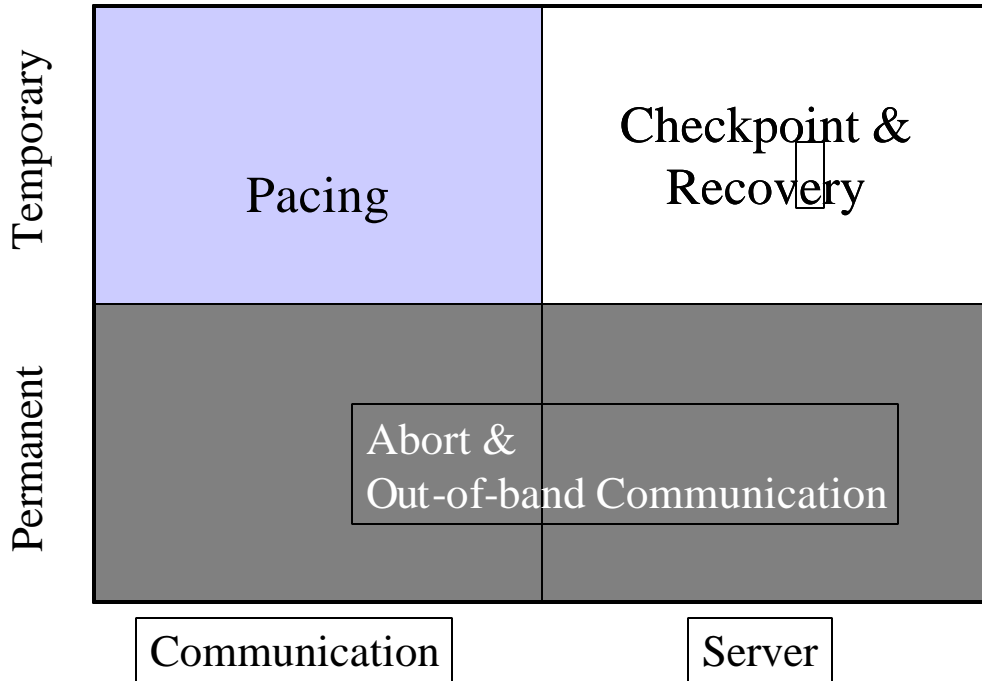 Temporary
Pacing
Checkpoint &
Recovery
Permanent
Abort &
Out-of-band Communication
Communication
Server